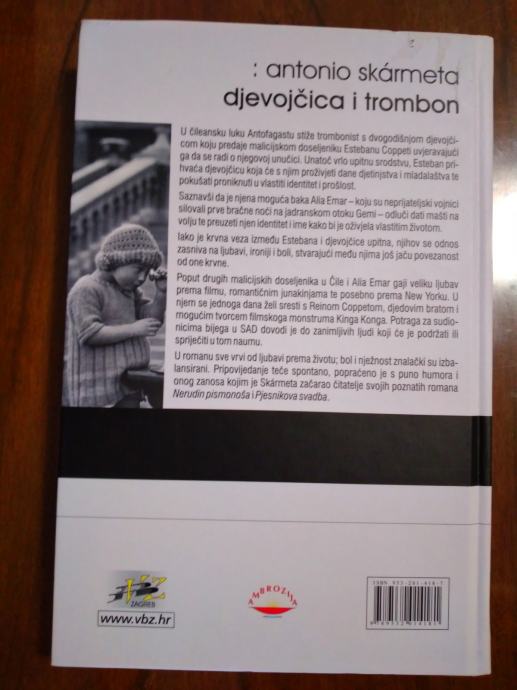 : antonio skármeta
djevojčica i trombon
U čileansku luku Antofagastu stiže trombonist s dvogodišnjom djevojči-
com koju predaje malicijskom doseljeniku Estebanu Coppeti uvjeravajući
ga da se radi o njegovoj unučici. Unatoč vrlo upitnu srodstvu, Esteban pri-
hvaća djevojčicu koja će s njim proživjeti dane djetinjstva i mladalaštva te
pokušati proniknuti u vlastiti identitet i prošlost.
Saznavši da je njena moguća baka Alia Emar – koju su neprijateljski vojnici
silovali prve bračne noći na jadranskom otoku Gemi – odluči dati mašti na
volju te preuzeti njen identitet i ime kako bi je oživjela vlastitim životom.
Iako je krvna veza između Estebana i djevojčice upitna, njihov se odnos
zasniva na ljubavi, ironiji i boli, stvarajući među njima još jaču povezanost
od one krvne.
Poput drugih malicijskih doseljenika u Čile i Alia Emar gaji veliku ljubav
prema filmu, romantičnim junakinjama te posebno prema New Yorku. U
njem se jednoga dana želi sresti s Reinom Coppetom, djedovim bratom i
mogućim tvorcem filmskoga monstruma Kinga Konga. Potraga za sudio-
nicima bijega u SAD dovodi je do zanimljivih ljudi koji će je podržati ili
spriječiti u tom naumu.
U romanu sve vrvi od ljubavi prema životu; bol i nježnost znalački su izba-
lansirani. Pripovijedanje teče spontano, popraćeno je s puno humora i
onog zanosa kojim je Skármeta začarao čitatelje svojih poznatih romana
Nerudin pismonoša i Pjesnikova svadba.
VBZ
ZAGREB
www.vbz.hr
AMBROZIJA
ISBN 953-201-418-7
9 789532 014181